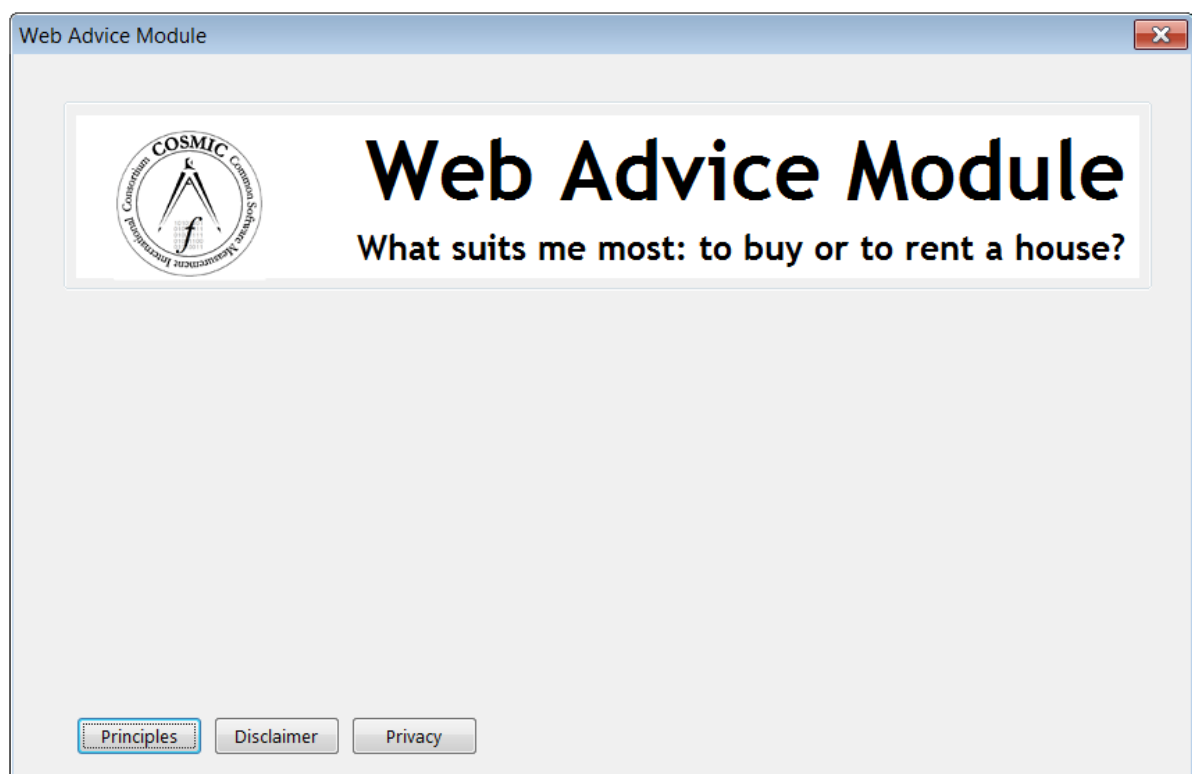 Web Advice Module
COSMIC
Common Software Measurement International Consortium
Web Advice Module
What suits me most: to buy or to rent a house?
Principles
Disclaimer
Privacy